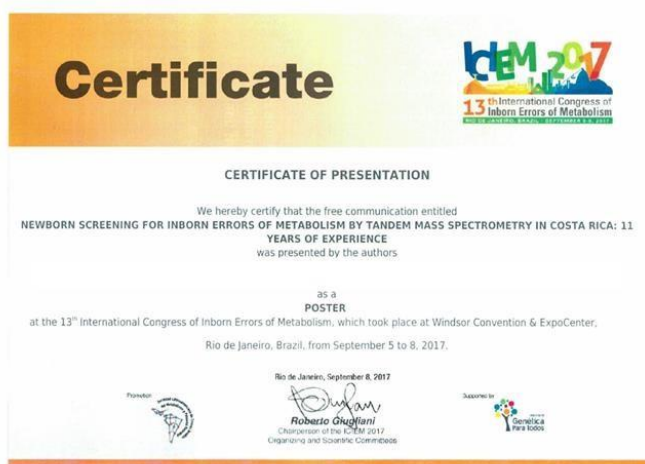 Certificate
ICIEM 2017
13th International Congress of
Inborn Errors of Metabolism
RIO DE JANEIRO, BRAZIL - SEPTEMBER 5-8, 2017
CERTIFICATE OF PRESENTATION
We hereby certify that the free communication entitled
NEWBORN SCREENING FOR INBORN ERRORS OF METABOLISM BY TANDEM MASS SPECTROMETRY IN COSTA RICA: 11
YEARS OF EXPERIENCE
was presented by the authors
as a
POSTER
at the 13th International Congress of Inborn Errors of Metabolism, which took place at Windsor Convention & ExpoCenter,
Rio de Janeiro, Brazil, from September 5 to 8, 2017.
Rio de Janeiro, September 8, 2017
Promotion
Supported by
Roberto Giugliani
Chairperson of the ICIEM 2017
Organizing and Scientific Committees
Genética
Para todos